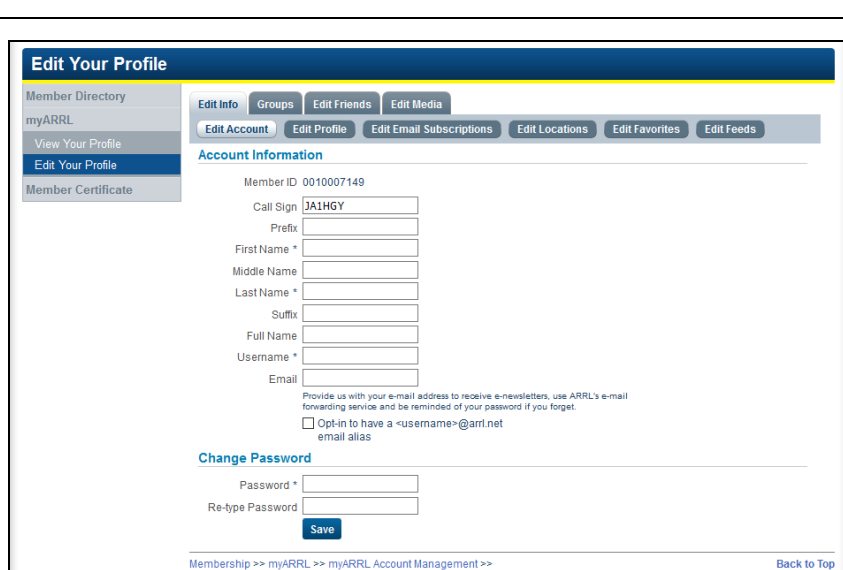 Edit Your Profile
Member Directory
myARRL
View Your Profile
Edit Your Profile
Member Certificate
Edit Info Groups Edit Friends Edit Media
Edit Account Edit Profile Edit Email Subscriptions Edit Locations Edit Favorites Edit Feeds
Account Information
Member ID 0010007149
Call Sign JA1HGY
Prefix
First Name *
Middle Name
Last Name *
Suffix
Full Name
Username *
Email
Provide us with your e-mail address to receive e-newsletters, use ARRL's e-mail
forwarding service and be reminded of your password if you forget.
Opt-in to have a <username>@arrl.net
email alias
Change Password
Password *
Re-type Password
Save
Membership >> myARRL >> myARRL Account Management >> Back to Top